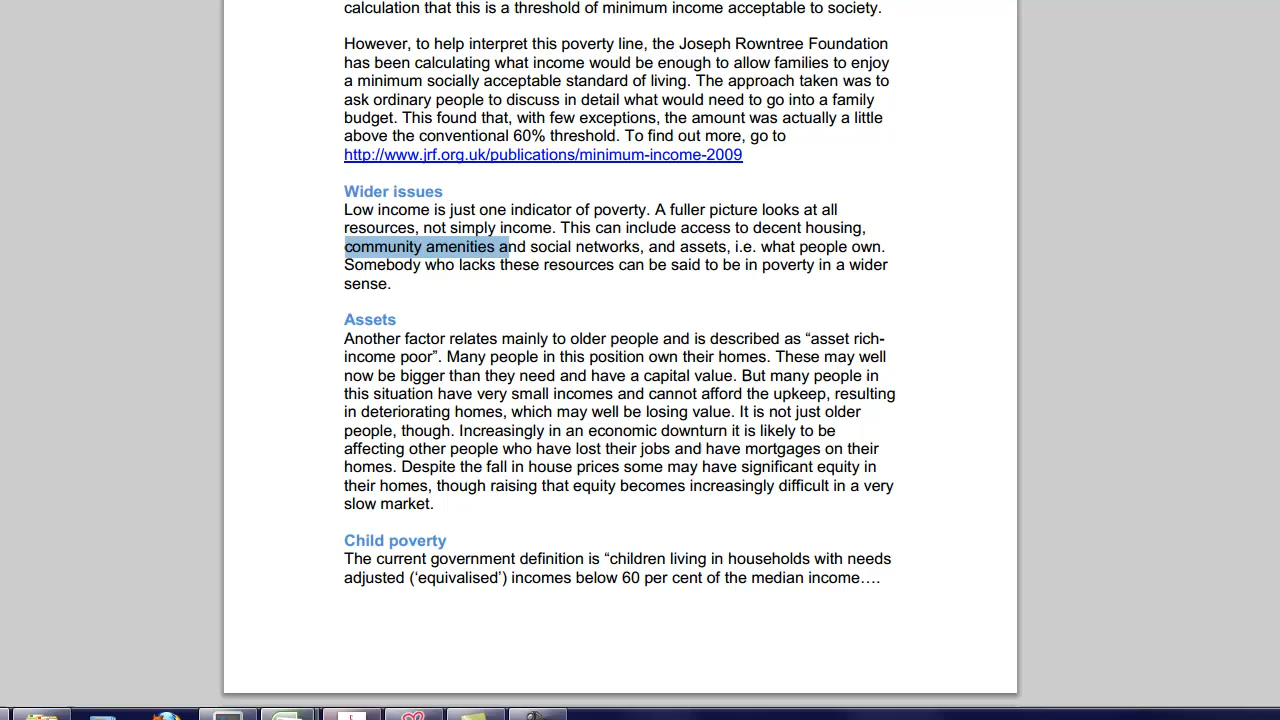 calculation that this is a threshold of minimum income acceptable to society.
However, to help interpret this poverty line, the Joseph Rowntree Foundation
has been calculating what income would be enough to allow families to enjoy
a minimum socially acceptable standard of living. The approach taken was to
ask ordinary people to discuss in detail what would need to go into a family
budget. This found that, with few exceptions, the amount was actually a little
above the conventional 60% threshold. To find out more, go to
http://www.jrf.org.uk/publications/minimum-income-2009
Wider issues
Low income is just one indicator of poverty. A fuller picture looks at all
resources, not simply income. This can include access to decent housing,
community amenities and social networks, and assets, i.e. what people own.
Somebody who lacks these resources can be said to be in poverty in a wider
sense.
Assets
Another factor relates mainly to older people and is described as “asset rich-
income poor”. Many people in this position own their homes. These may well
now be bigger than they need and have a capital value. But many people in
this situation have very small incomes and cannot afford the upkeep, resulting
in deteriorating homes, which may well be losing value. It is not just older
people, though. Increasingly in an economic downturn it is likely to be
affecting other people who have lost their jobs and have mortgages on their
homes. Despite the fall in house prices some may have significant equity in
their homes, though raising that equity becomes increasingly difficult in a very
slow market.
Child poverty
The current government definition is “children living in households with needs
adjusted (‘equivalised’) incomes below 60 per cent of the median income….